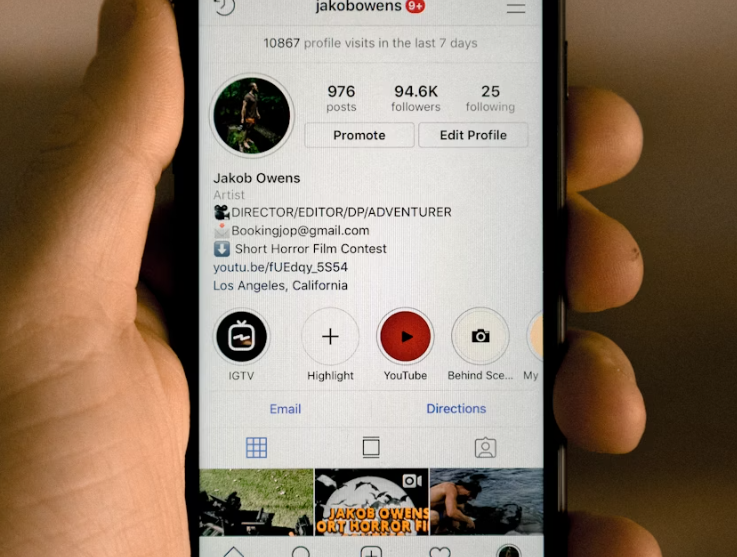 jakobowens 9+
10867 profile visits in the last 7 days
976 94.6K 25
posts followers following
Promote Edit Profile
Jakob Owens
Artist
DIRECTOR/EDITOR/DP/ADVENTURER
Bookingjop@gmail.com
Short Horror Film Contest
youtu.be/fUEdqy_5S54
Los Angeles, California
IGTV Highlight YouTube Behind Sce... My
Email Directions
JAKOB OWENS
ORT HORROR FI